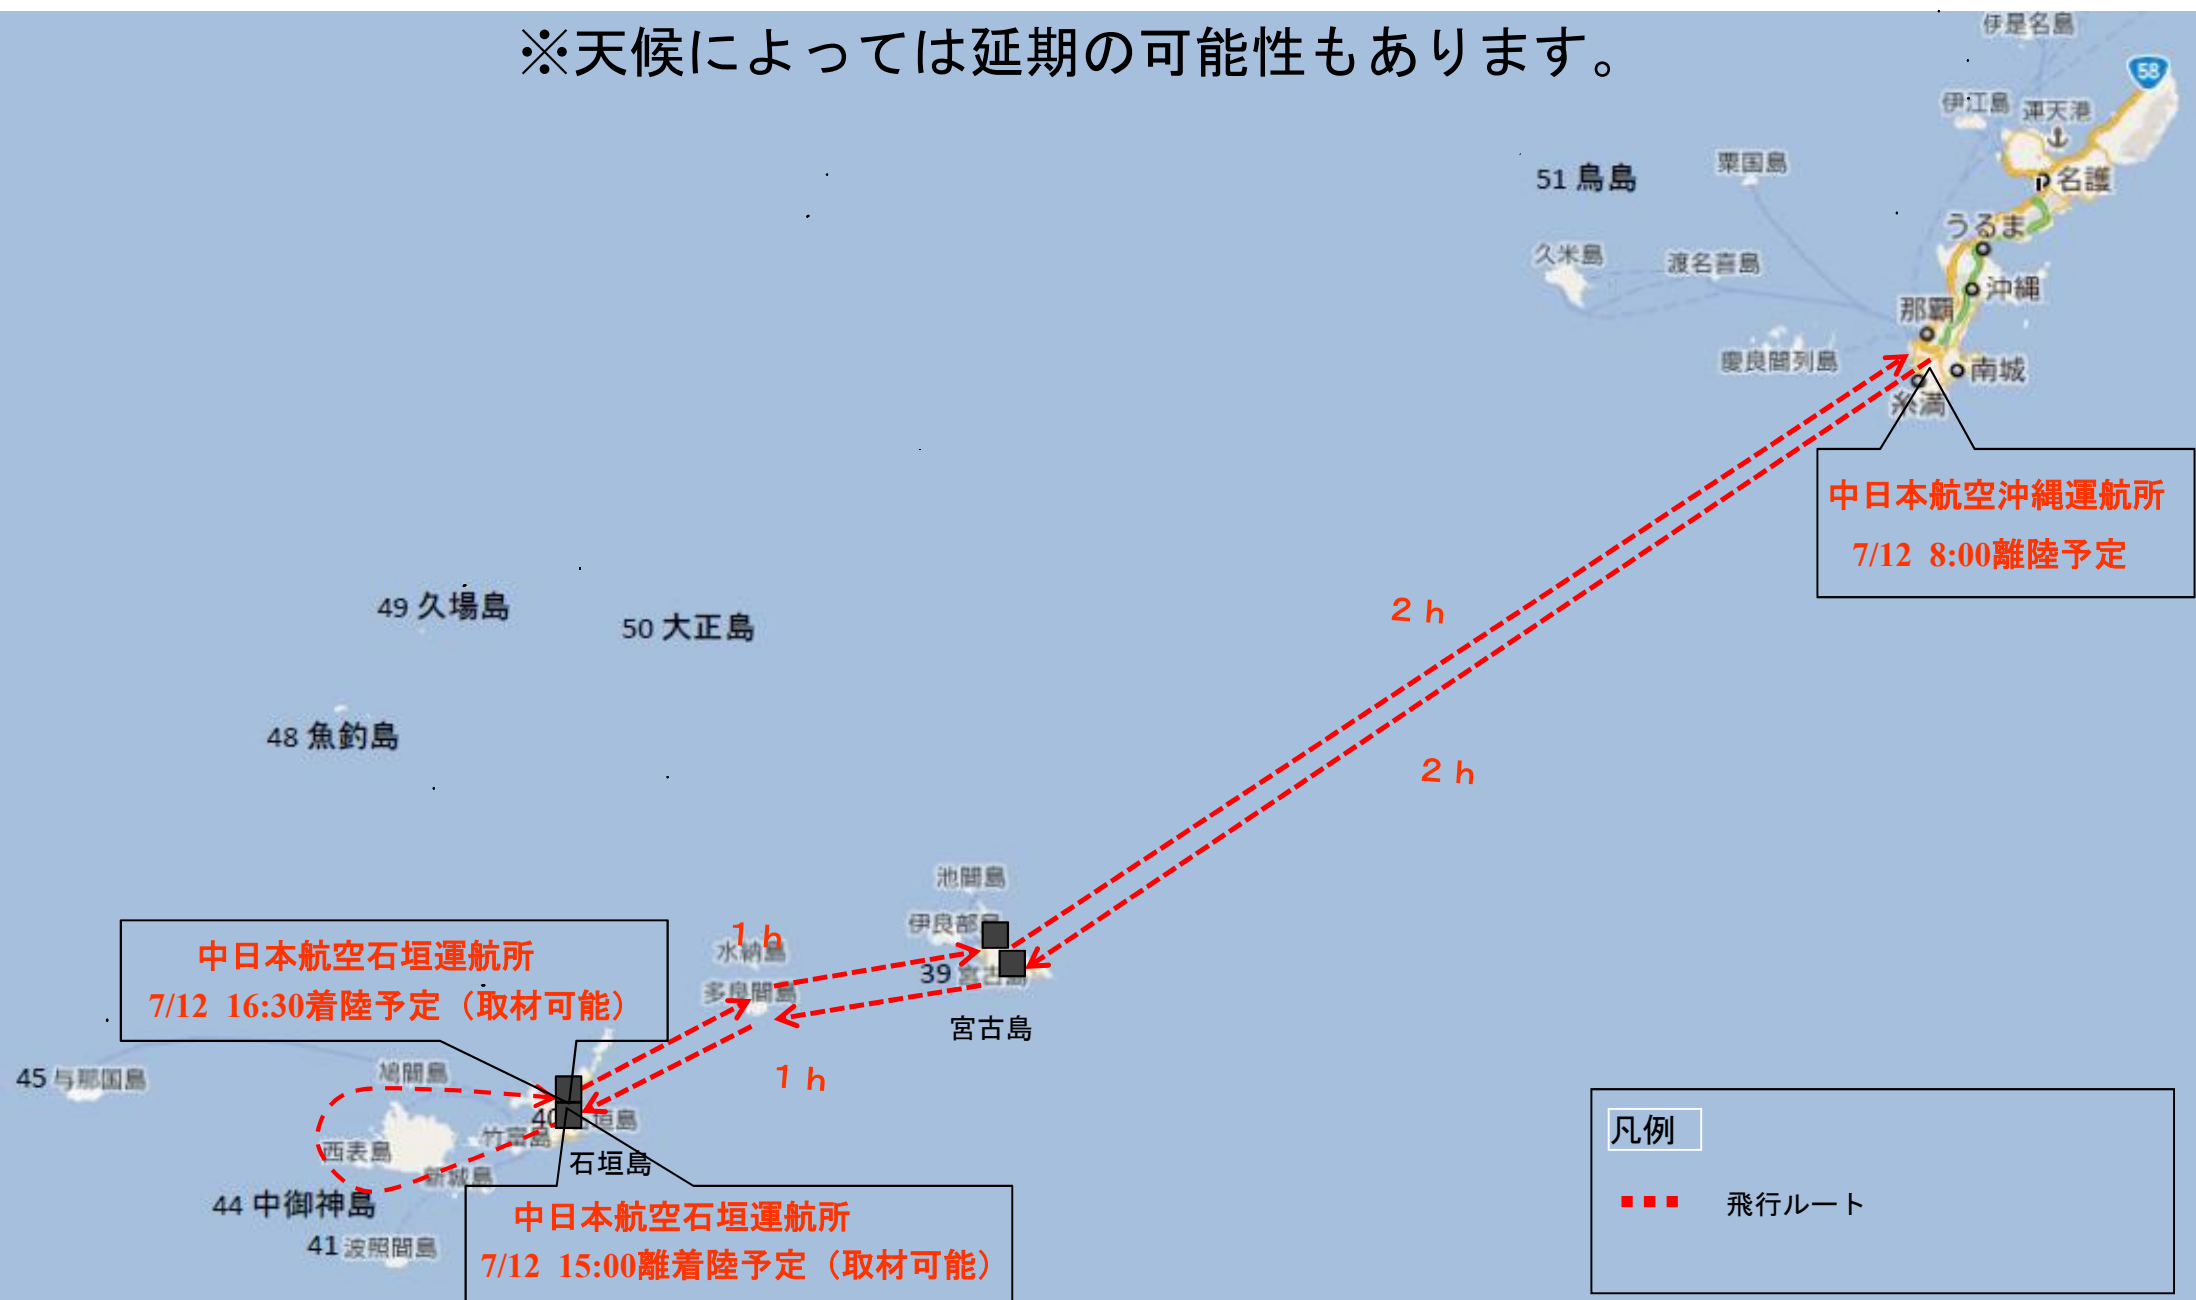 ※天候によっては延期の可能性もあります。
伊是名島
58
伊江島
運天港
粟国島
51 鳥島
名護
うるま
久米島
渡名喜島
沖縄
那覇
慶良間列島
南城
糸満
中日本航空沖縄運航所
7/12 8:00離陸予定
2h
49 久場島
50 大正島
48 魚釣島
2h
池間島
伊良部島
1h
水納島
中日本航空石垣運航所
7/12 16:30着陸予定（取材可能）
39 宮古島
多良間島
宮古島
45 与那国島
鳩間島
1h
40 石垣島
竹富島
西表島
石垣島
新城島
44 中御神島
41 波照間島
中日本航空石垣運航所
7/12 15:00離着陸予定（取材可能）
凡例
飛行ルート